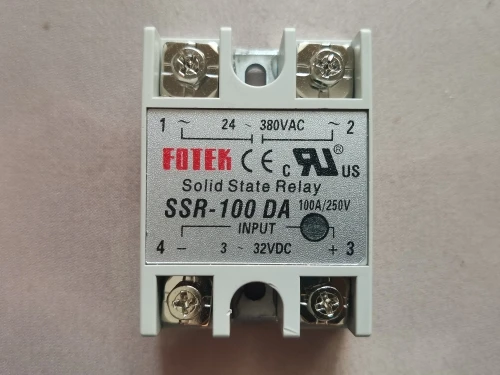 1 ~ 24 ~ 380VAC ~ 2
FOTEK CE C RU® US
Solid State Relay
SSR-100 DA 100A/250V
INPUT
4 − 3 ~ 32VDC + 3